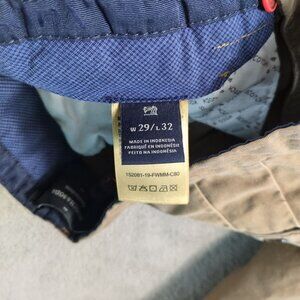 W 29/L 32
MADE IN INDONESIA
FABRIQUÉ EN INDONÉSIE
FEITO NA INDONÉSIA
152081-19-FWMM-C80